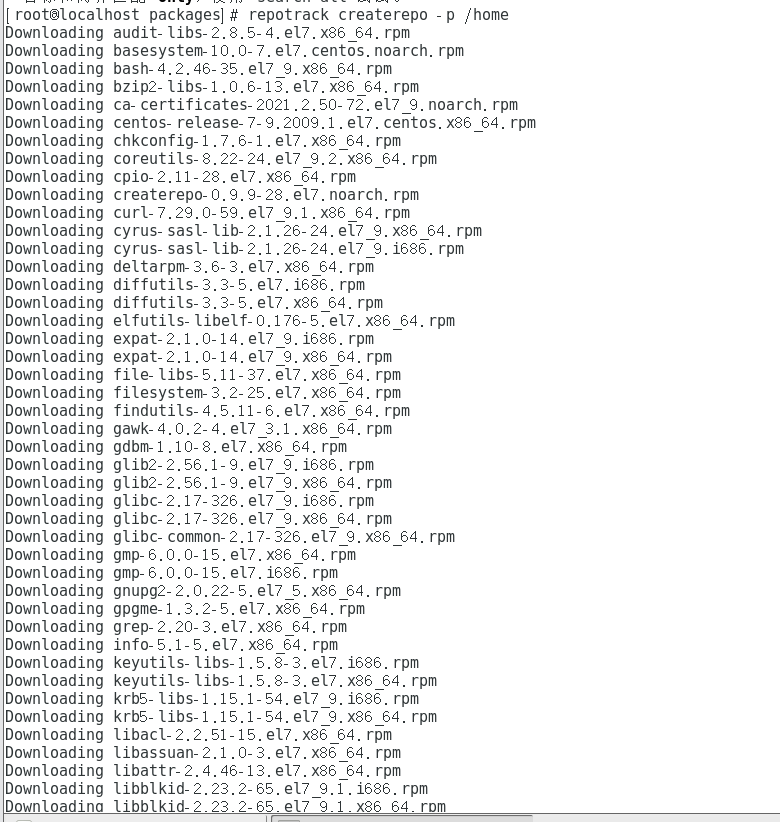 [root@localhost packages]# repotrack createrepo -p /home
Downloading audit-libs-2.8.5-4.el7.x86_64.rpm
Downloading basesystem-10.0-7.el7.centos.noarch.rpm
Downloading bash-4.2.46-35.el7_9.x86_64.rpm
Downloading bzip2-libs-1.0.6-13.el7.x86_64.rpm
Downloading ca-certificates-2021.2.50-72.el7_9.noarch.rpm
Downloading centos-release-7-9.2009.1.el7.centos.x86_64.rpm
Downloading chkconfig-1.7.6-1.el7.x86_64.rpm
Downloading coreutils-8.22-24.el7_9.2.x86_64.rpm
Downloading cpio-2.11-28.el7.x86_64.rpm
Downloading createrepo-0.9.9-28.el7.noarch.rpm
Downloading curl-7.29.0-59.el7_9.1.x86_64.rpm
Downloading cyrus-sasl-lib-2.1.26-24.el7_9.x86_64.rpm
Downloading cyrus-sasl-lib-2.1.26-24.el7_9.i686.rpm
Downloading deltarpm-3.6-3.el7.x86_64.rpm
Downloading diffutils-3.3-5.el7.i686.rpm
Downloading diffutils-3.3-5.el7.x86_64.rpm
Downloading elfutils-libelf-0.176-5.el7.x86_64.rpm
Downloading expat-2.1.0-14.el7_9.i686.rpm
Downloading expat-2.1.0-14.el7_9.x86_64.rpm
Downloading file-libs-5.11-37.el7.x86_64.rpm
Downloading filesystem-3.2-25.el7.x86_64.rpm
Downloading findutils-4.5.11-6.el7.x86_64.rpm
Downloading gawk-4.0.2-4.el7_3.1.x86_64.rpm
Downloading gdbm-1.10-8.el7.x86_64.rpm
Downloading glib2-2.56.1-9.el7_9.i686.rpm
Downloading glib2-2.56.1-9.el7_9.x86_64.rpm
Downloading glibc-2.17-326.el7_9.i686.rpm
Downloading glibc-2.17-326.el7_9.x86_64.rpm
Downloading glibc-common-2.17-326.el7_9.x86_64.rpm
Downloading gmp-6.0.0-15.el7.x86_64.rpm
Downloading gmp-6.0.0-15.el7.i686.rpm
Downloading gnupg2-2.0.22-5.el7_5.x86_64.rpm
Downloading gpgme-1.3.2-5.el7.x86_64.rpm
Downloading grep-2.20-3.el7.x86_64.rpm
Downloading info-5.1-5.el7.x86_64.rpm
Downloading keyutils-libs-1.5.8-3.el7.i686.rpm
Downloading keyutils-libs-1.5.8-3.el7.x86_64.rpm
Downloading krb5-libs-1.15.1-54.el7_9.i686.rpm
Downloading krb5-libs-1.15.1-54.el7_9.x86_64.rpm
Downloading libacl-2.2.51-15.el7.x86_64.rpm
Downloading libassuan-2.1.0-3.el7.x86_64.rpm
Downloading libattr-2.4.46-13.el7.x86_64.rpm
Downloading libblkid-2.23.2-65.el7_9.1.i686.rpm
Downloading libblkid-2.23.2-65.el7_9.1.x86_64.rpm